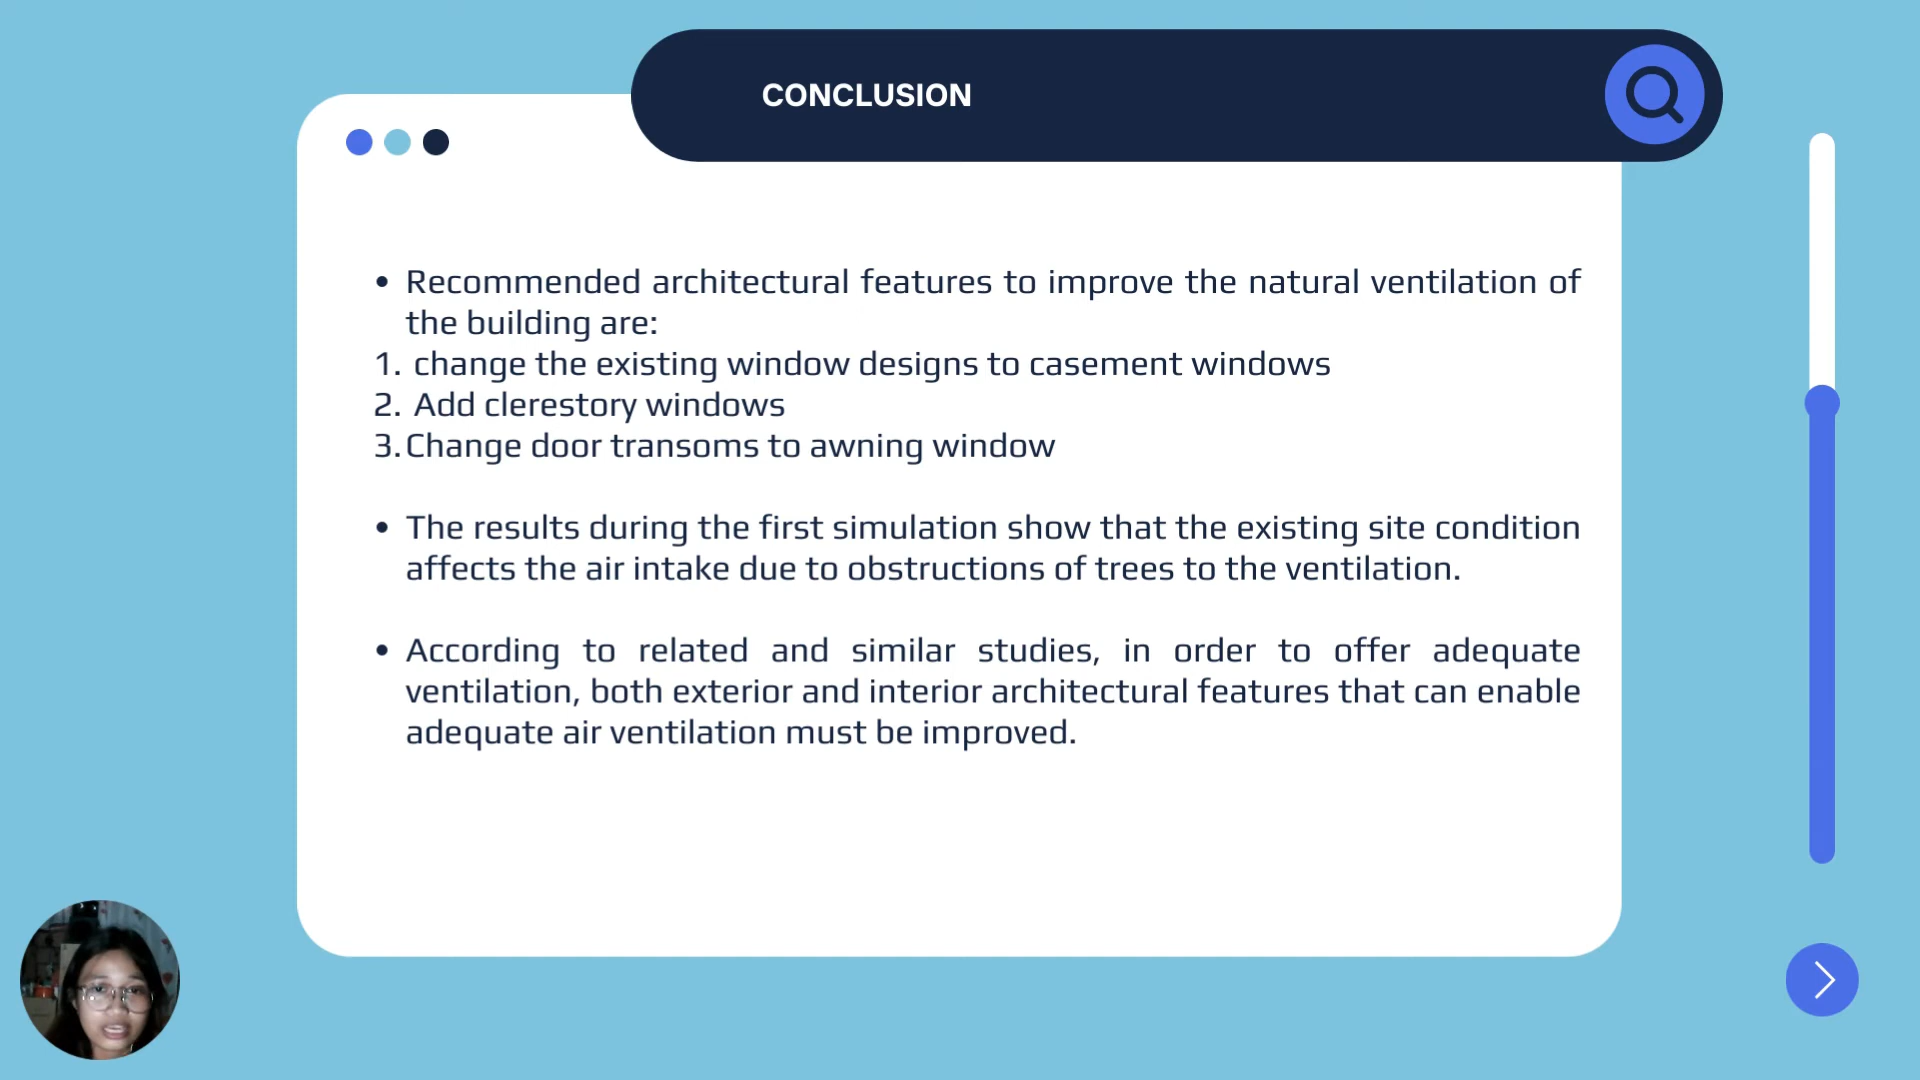 CONCLUSION
• Recommended architectural features to improve the natural ventilation of
the building are:
1. change the existing window designs to casement windows
2. Add clerestory windows
3. Change door transoms to awning window
• The results during the first simulation show that the existing site condition
affects the air intake due to obstructions of trees to the ventilation.
• According to related and similar studies, in order to offer adequate
ventilation, both exterior and interior architectural features that can enable
adequate air ventilation must be improved.